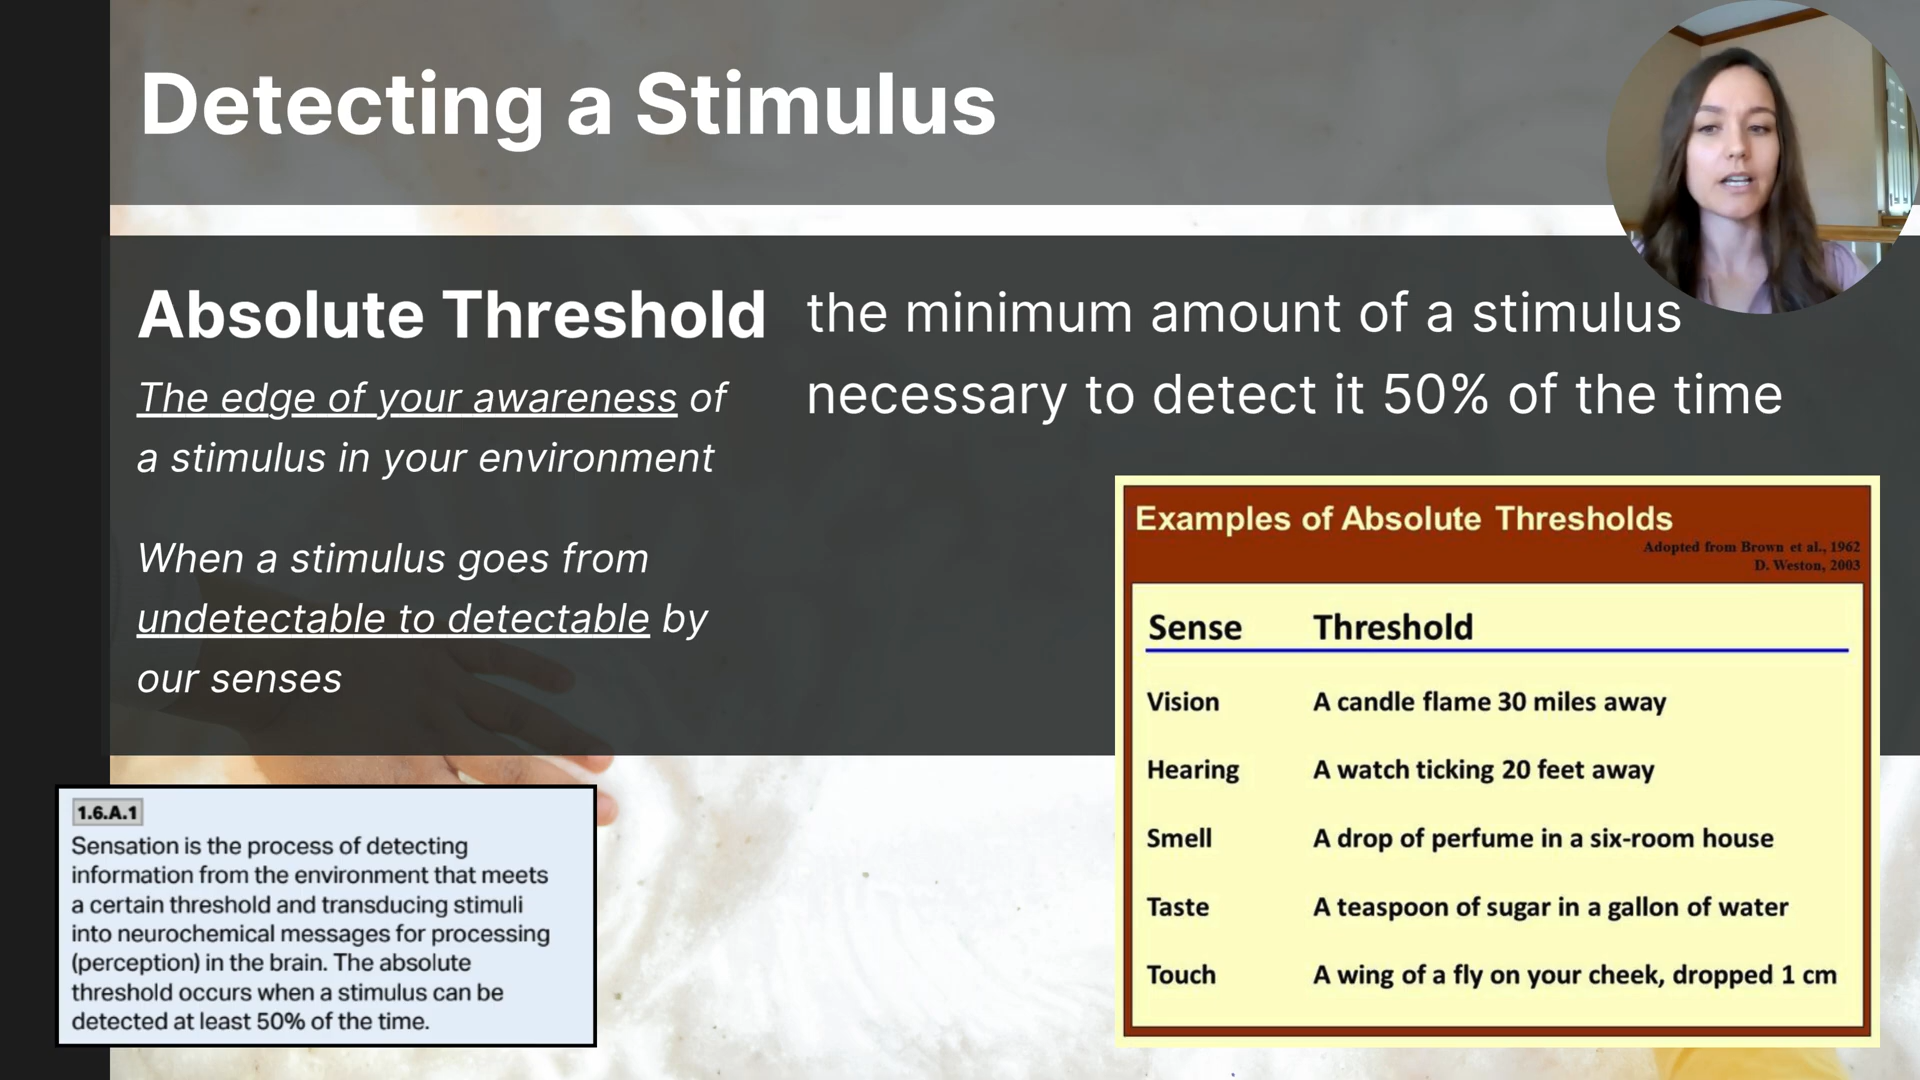 Detecting a Stimulus
Absolute Threshold
the minimum amount of a stimulus
necessary to detect it 50% of the time
The edge of your awareness of
a stimulus in your environment
When a stimulus goes from
undetectable to detectable by
our senses
Examples of Absolute Thresholds
Adopted from Brown et al., 1962
D. Weston, 2003
Sense Threshold
Vision A candle flame 30 miles away
Hearing A watch ticking 20 feet away
Smell A drop of perfume in a six-room house
Taste A teaspoon of sugar in a gallon of water
Touch A wing of a fly on your cheek, dropped 1 cm
1.6.A.1
Sensation is the process of detecting
information from the environment that meets
a certain threshold and transducing stimuli
into neurochemical messages for processing
(perception) in the brain. The absolute
threshold occurs when a stimulus can be
detected at least 50% of the time.